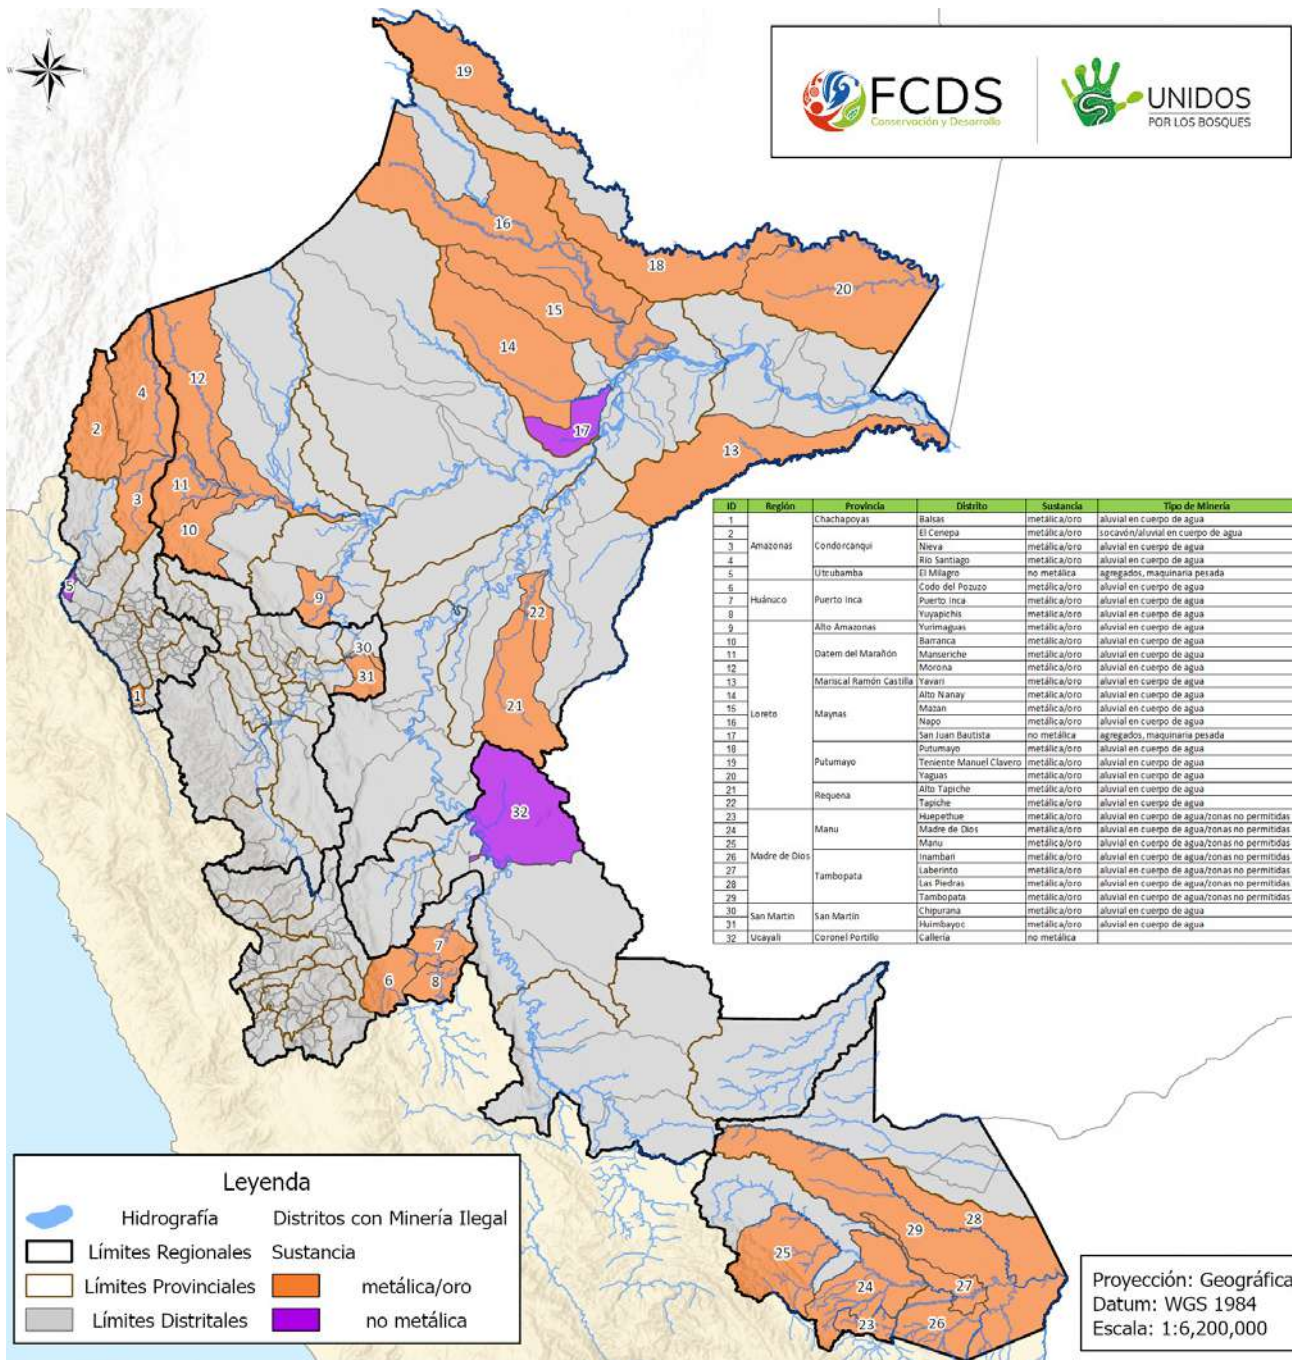 N
W
E
N
FCDS
Conservación y Desarrollo
UNIDOS
POR LOS BOSQUES
19
16
18
20
15
14
4
12
2
17
13
3
11
10
5
9
22
30
31
1
21
32
7
6
8
28
29
25
24
27
23
26
ID Región Provincia Distrito Sustancia Tipo de Minería
1 Chachapoyas Balsas metálica/oro aluvial en cuerpo de agua
2 El Cenepa metálica/oro socavón/aluvial en cuerpo de agua
3 Amazonas Condorcanqui Nieva metálica/oro aluvial en cuerpo de agua
4 Río Santiago metálica/oro aluvial en cuerpo de agua
5 Utcubamba El Milagro no metálica agregados, maquinaria pesada
6 Codo del Pozuzo metálica/oro aluvial en cuerpo de agua
7 Huánuco Puerto Inca Puerto Inca metálica/oro aluvial en cuerpo de agua
8 Yuyapichis metálica/oro aluvial en cuerpo de agua
9 Alto Amazonas Yurimaguas metálica/oro aluvial en cuerpo de agua
10 Barranca metálica/oro aluvial en cuerpo de agua
11 Datem del Marañón Manseriche metálica/oro aluvial en cuerpo de agua
12 Morona metálica/oro aluvial en cuerpo de agua
13 Mariscal Ramón Castilla Yavari metálica/oro aluvial en cuerpo de agua
14 Alto Nanay metálica/oro aluvial en cuerpo de agua
15 Loreto Maynas Mazan metálica/oro aluvial en cuerpo de agua
16 Napo metálica/oro aluvial en cuerpo de agua
17 San Juan Bautista no metálica agregados, maquinaria pesada
18 Putumayo metálica/oro aluvial en cuerpo de agua
19 Putumayo Teniente Manuel Clavero metálica/oro aluvial en cuerpo de agua
20 Yaguas metálica/oro aluvial en cuerpo de agua
21 Requena Alto Tapiche metálica/oro aluvial en cuerpo de agua
22 Tapiche metálica/oro aluvial en cuerpo de agua
23 Huepethue metálica/oro aluvial en cuerpo de agua/zonas no permitidas
24 Manu Madre de Dios metálica/oro aluvial en cuerpo de agua/zonas no permitidas
25 Manu metálica/oro aluvial en cuerpo de agua/zonas no permitidas
26 Madre de Dios Inambari metálica/oro aluvial en cuerpo de agua/zonas no permitidas
27 Tambopata Laberinto metálica/oro aluvial en cuerpo de agua/zonas no permitidas
28 Las Piedras metálica/oro aluvial en cuerpo de agua/zonas no permitidas
29 Tambopata metálica/oro aluvial en cuerpo de agua/zonas no permitidas
30 San Martin San Martín Chipurana metálica/oro aluvial en cuerpo de agua
31 Huimbayoc metálica/oro aluvial en cuerpo de agua
32 Ucayali Coronel Portillo Calleria no metálica
Leyenda
Hidrografía Distritos con Minería Ilegal
Límites Regionales Sustancia
Límites Provinciales metálica/oro
Límites Distritales no metálica
Proyección: Geográfica
Datum: WGS 1984
Escala: 1:6,200,000